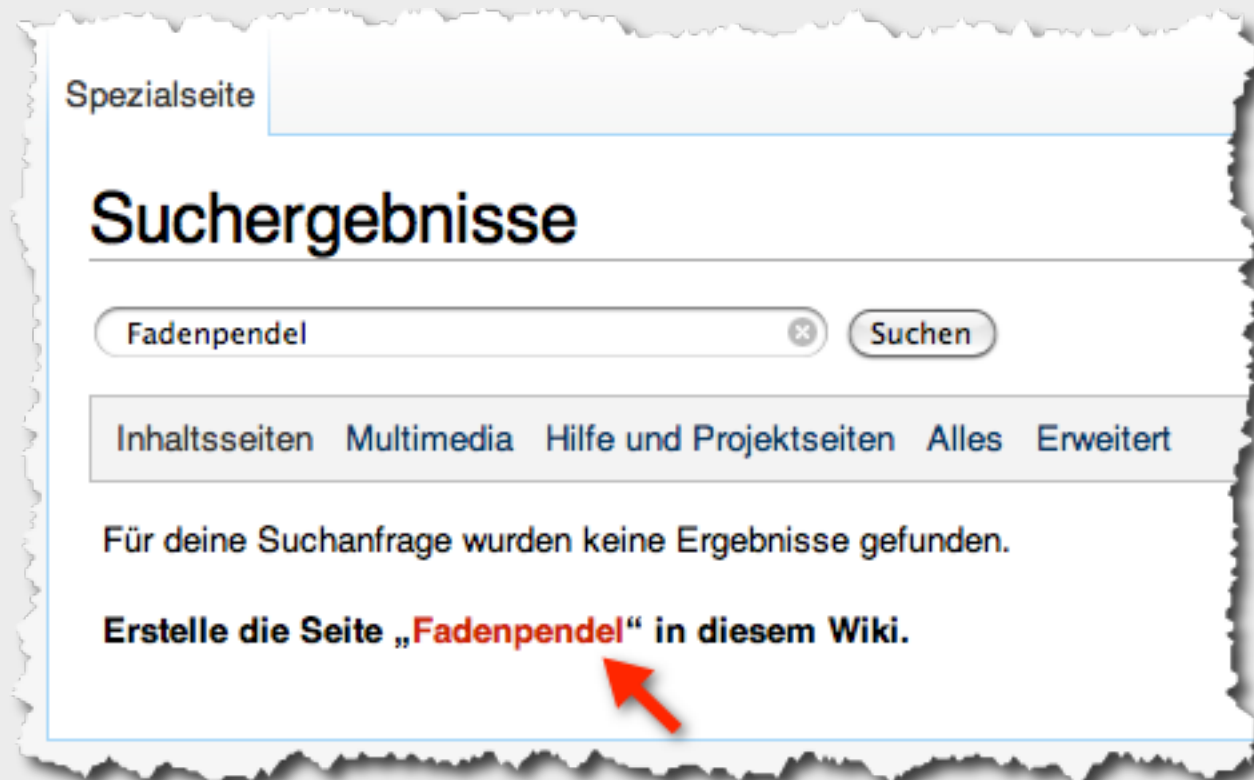 Spezialseite
Suchergebnisse
Fadenpendel Suchen
Inhaltsseiten Multimedia Hilfe und Projektseiten Alles Erweitert
Für deine Suchanfrage wurden keine Ergebnisse gefunden.
Erstelle die Seite „Fadenpendel“ in diesem Wiki.